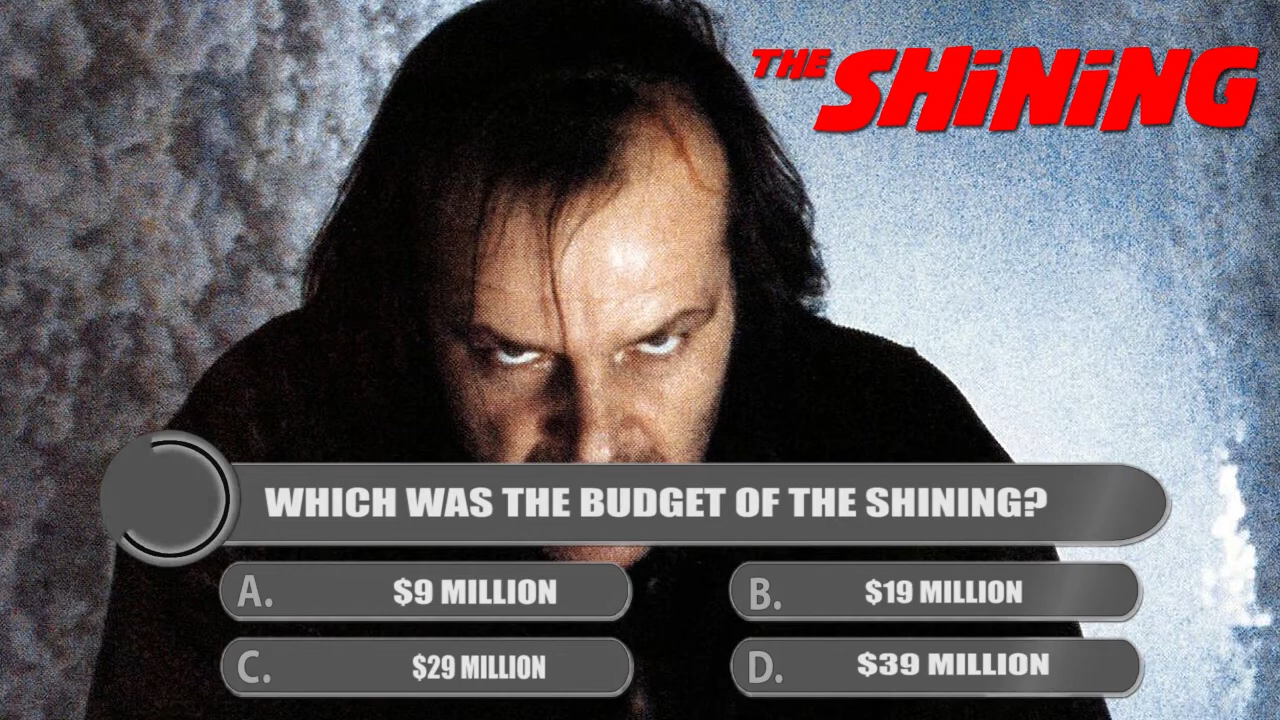 THE SHiNiNG
WHICH WAS THE BUDGET OF THE SHINING?
A. $9 MILLION
B. $19 MILLION
C. $29 MILLION
D. $39 MILLION